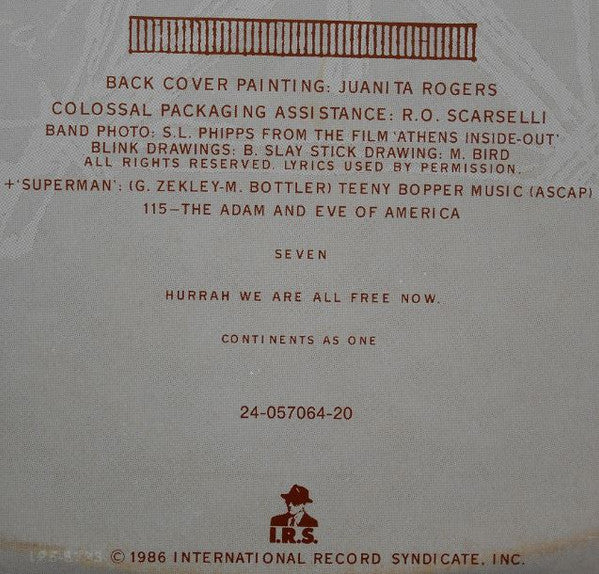 BACK COVER PAINTING: JUANITA ROGERS
COLOSSAL PACKAGING ASSISTANCE: R.O. SCARSELLI
BAND PHOTO: S.L. PHIPPS FROM THE FILM 'ATHENS INSIDE-OUT'
BLINK DRAWINGS: B. SLAY STICK DRAWING: M. BIRD
ALL RIGHTS RESERVED. LYRICS USED BY PERMISSION.
+'SUPERMAN': (G. ZEKLEY-M. BOTTLER) TEENY BOPPER MUSIC (ASCAP)
115—THE ADAM AND EVE OF AMERICA
SEVEN
HURRAH WE ARE ALL FREE NOW.
CONTINENTS AS ONE
24-057064-20
I.R.S.
© 1986 INTERNATIONAL RECORD SYNDICATE, INC.